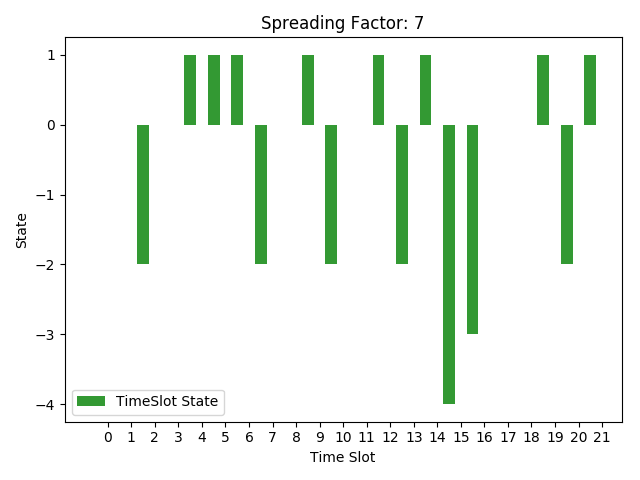 Spreading Factor: 7
1
0
−1
−2
−3
−4
State
TimeSlot State
0 1 2 3 4 5 6 7 8 9 10 11 12 13 14 15 16 17 18 19 20 21
Time Slot